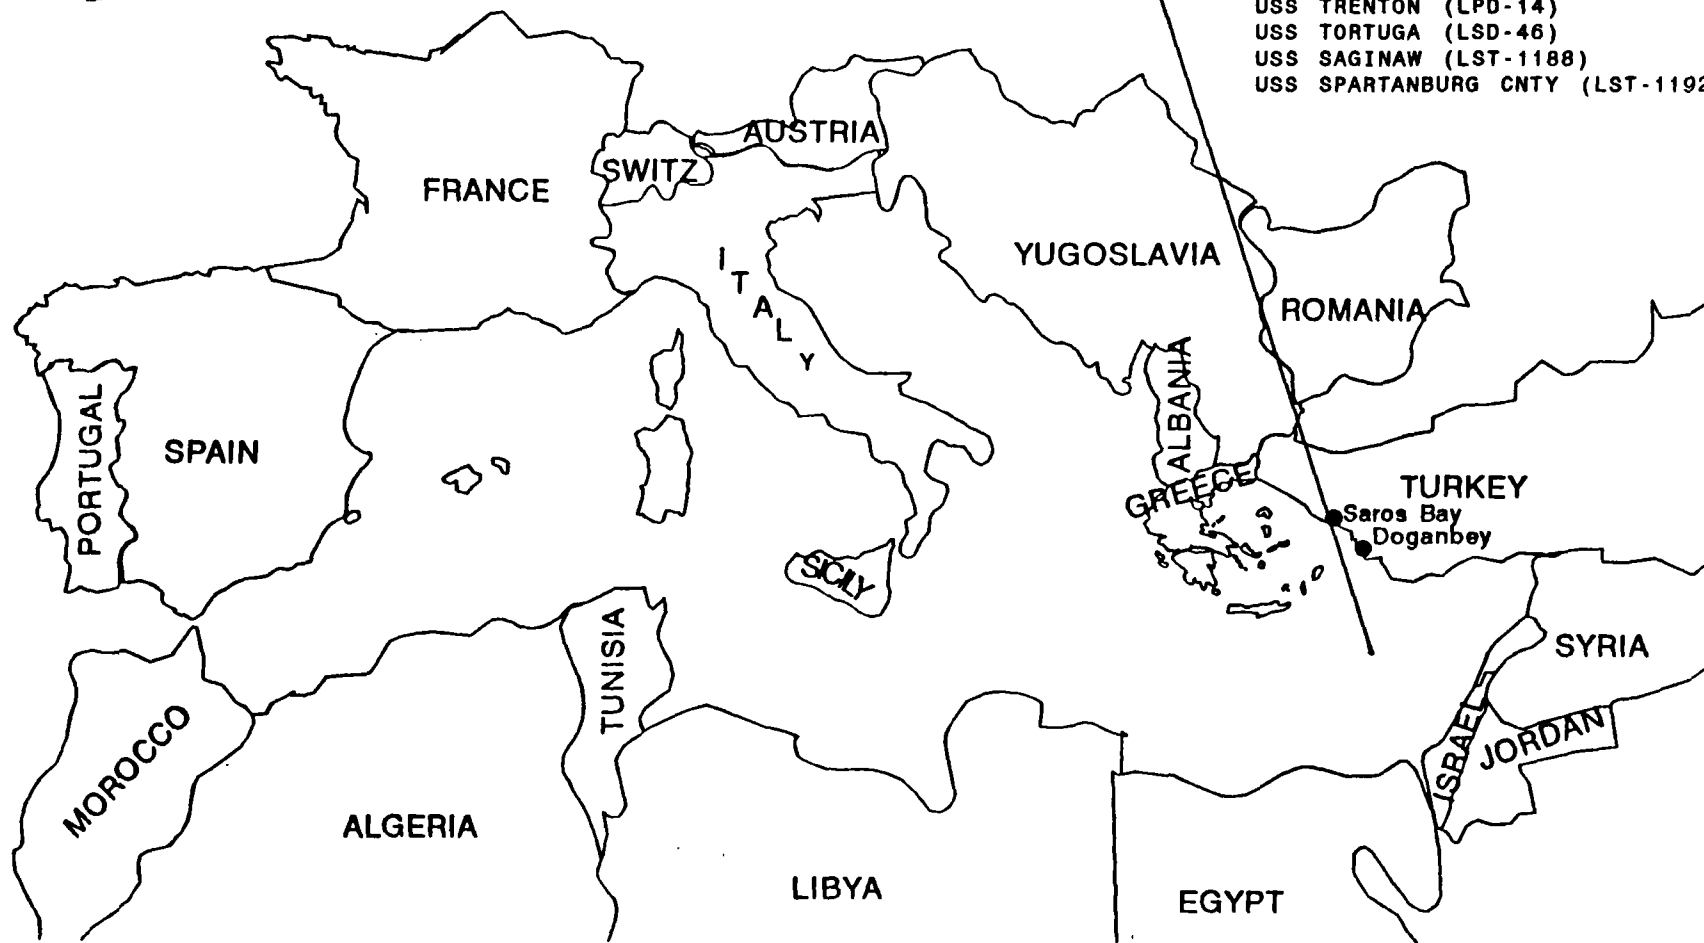 USS TRENTON (LPD-14)
USS TORTUGA (LSD-46)
USS SAGINAW (LST-1188)
USS SPARTANBURG CNTY (LST-1192
AUSTRIA
SWITZ
FRANCE
ITALY
YUGOSLAVIA
ROMANIA
ALBANIA
PORTUGAL
SPAIN
GREECE
TURKEY
Saros Bay
Doganbey
SICILY
TUNISIA
SYRIA
ISRAEL
JORDAN
MOROCCO
ALGERIA
LIBYA
EGYPT